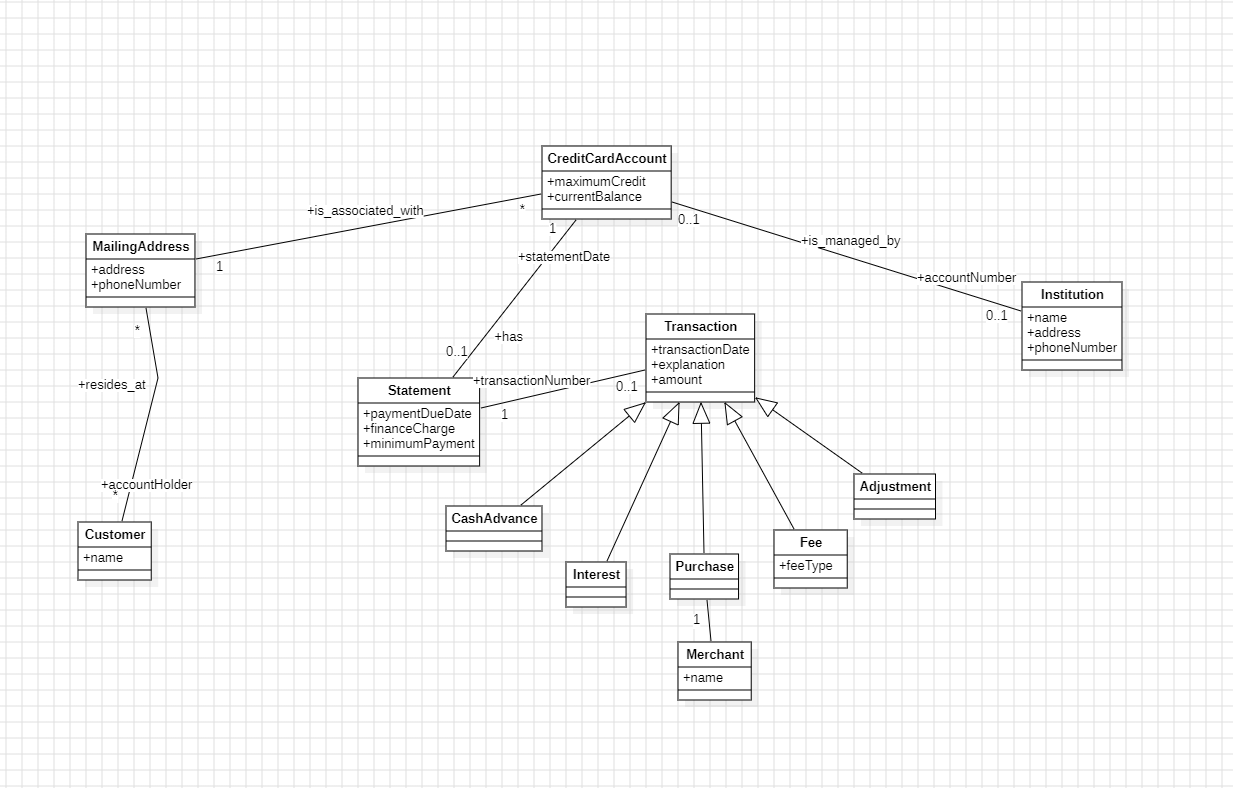 CreditCardAccount
+maximumCredit
+currentBalance
+is_associated_with
*
1
0..1
+is_managed_by
MailingAddress
+address
+phoneNumber
1
+statementDate
+accountNumber
Institution
+name
+address
+phoneNumber
0..1
*
+has
0..1
Transaction
+transactionDate
+explanation
+amount
+resides_at
Statement
+paymentDueDate
+financeCharge
+minimumPayment
+transactionNumber
0..1
1
+accountHolder
*
Customer
+name
CashAdvance
Interest
Purchase
Fee
+feeType
Adjustment
1
Merchant
+name